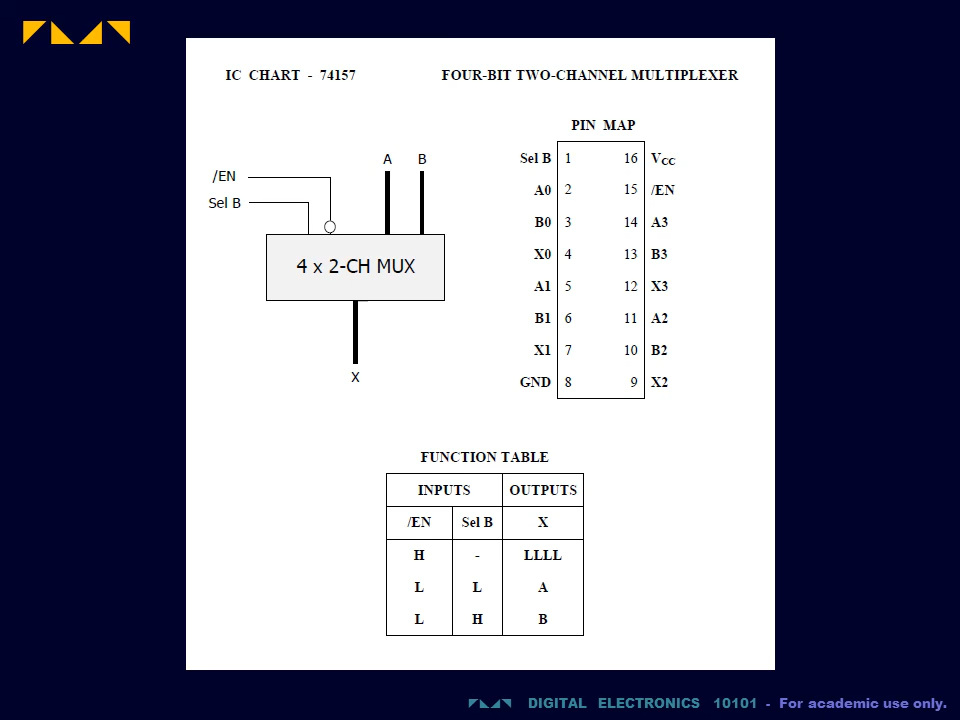 IC CHART - 74157 FOUR-BIT TWO-CHANNEL MULTIPLEXER
PIN MAP
A B
/EN
Sel B
4 x 2-CH MUX
X
Sel B 1 16 VCC
A0 2 15 /EN
B0 3 14 A3
X0 4 13 B3
A1 5 12 X3
B1 6 11 A2
X1 7 10 B2
GND 8 9 X2
FUNCTION TABLE
INPUTS OUTPUTS
/EN Sel B X
H - LLLL
L L A
L H B
DIGITAL ELECTRONICS 10101 - For academic use only.